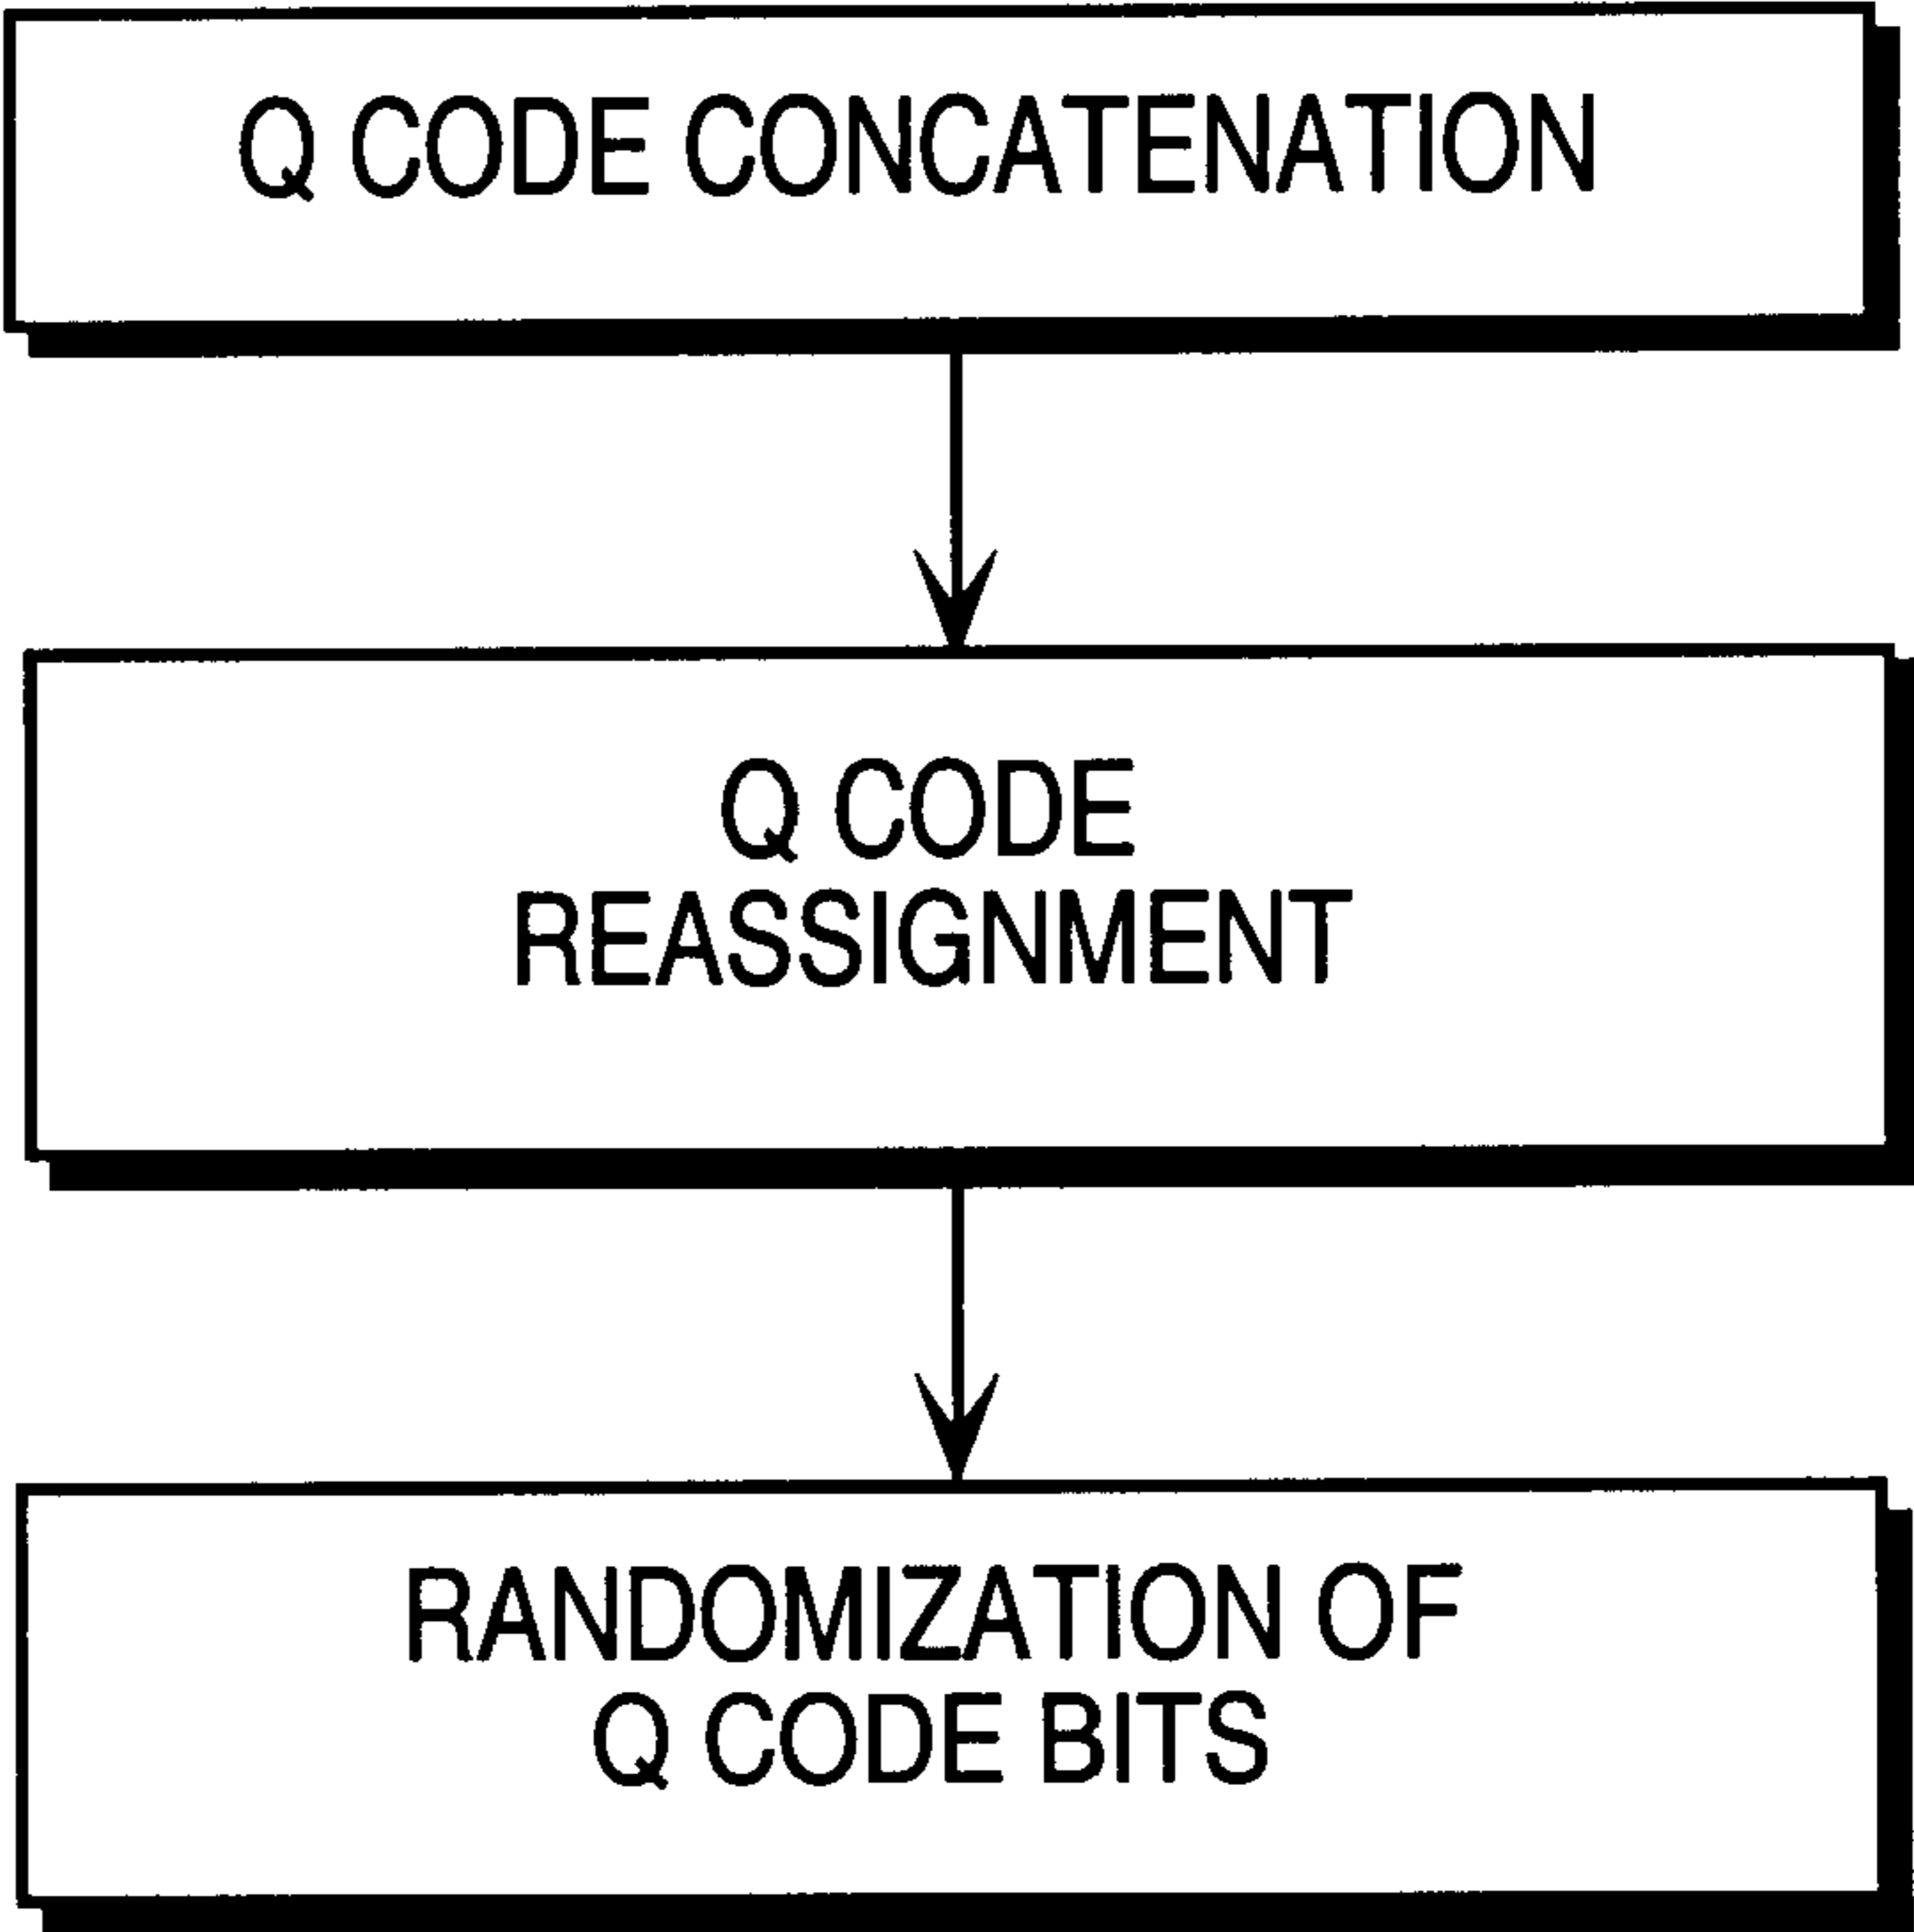 Q CODE CONCATENATION
Q CODE
REASSIGNMENT
RANDOMIZATION OF
Q CODE BITS